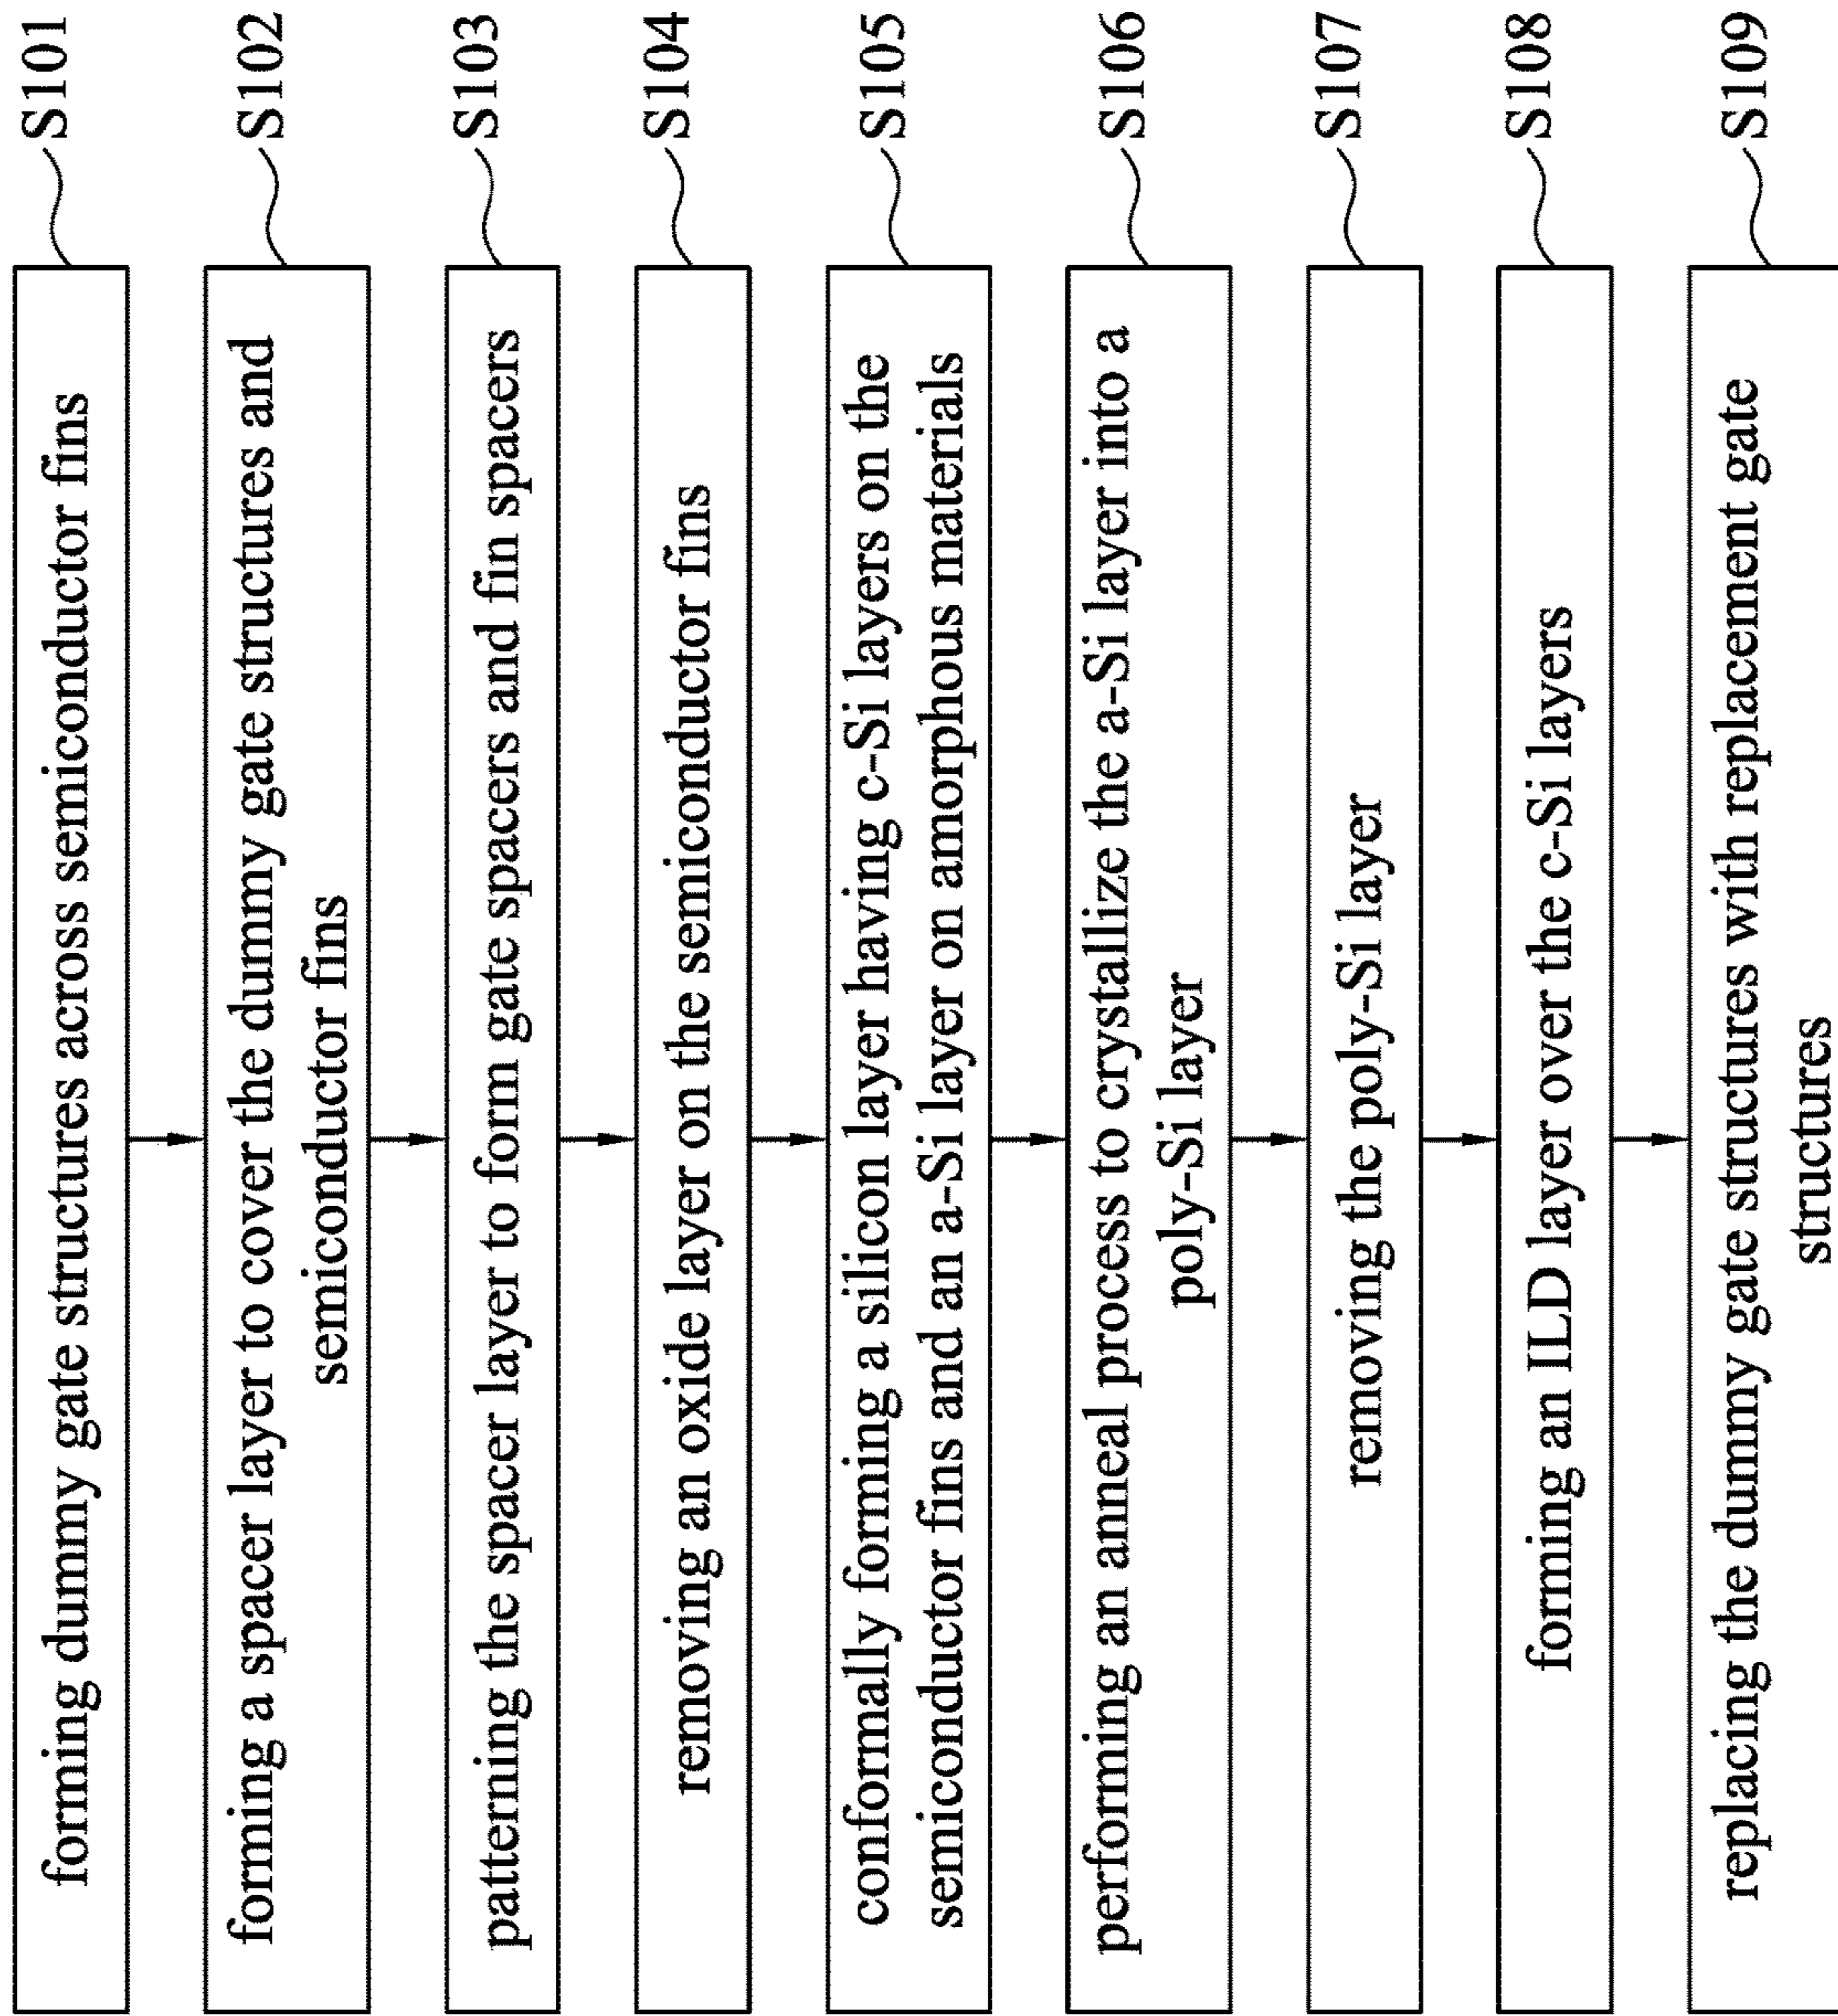 forming dummy gate structures across semiconductor fins
S101
forming a spacer layer to cover the dummy gate structures and
semiconductor fins
S102
patterning the spacer layer to form gate spacers and fin spacers
S103
removing an oxide layer on the semiconductor fins
S104
conformally forming a silicon layer having c-Si layers on the
semiconductor fins and an a-Si layer on amorphous materials
S105
performing an anneal process to crystallize the a-Si layer into a
poly-Si layer
S106
removing the poly-Si layer
S107
forming an ILD layer over the c-Si layers
S108
replacing the dummy gate structures with replacement gate
structures
S109